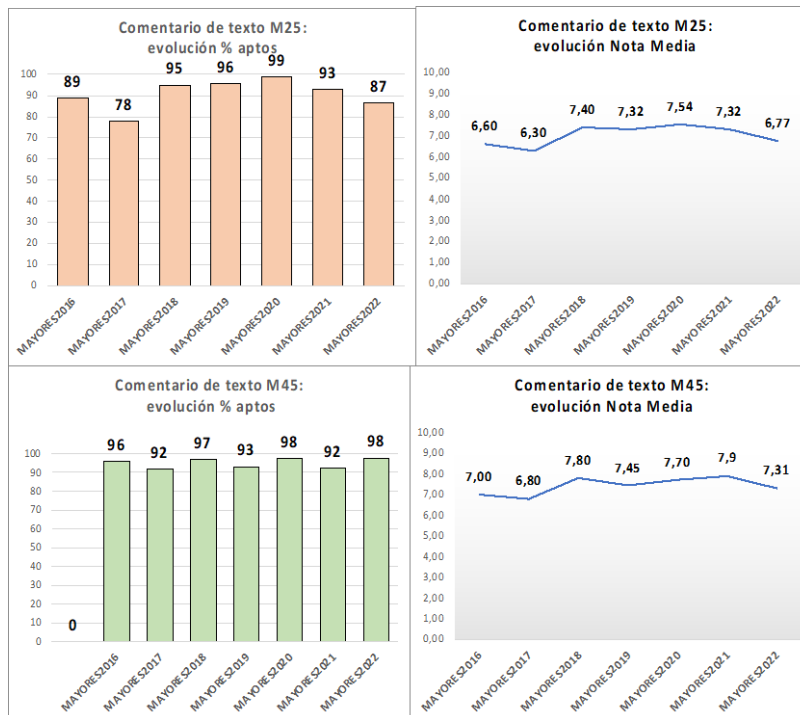 Comentario de texto M25:
evolución % aptos
100
90
80
70
60
50
40
30
20
10
0
89
78
95
96
99
93
87
MAYORES2016
MAYORES2017
MAYORES2018
MAYORES2019
MAYORES2020
MAYORES2021
MAYORES2022
Comentario de texto M25:
evolución Nota Media
10,00
9,00
8,00
7,00
6,00
5,00
4,00
3,00
2,00
1,00
0,00
6,60
6,30
7,40
7,32
7,54
7,32
6,77
MAYORES2016
MAYORES2017
MAYORES2018
MAYORES2019
MAYORES2020
MAYORES2021
MAYORES2022
Comentario de texto M45:
evolución % aptos
100
90
80
70
60
50
40
30
20
10
0
0
96
92
97
93
98
92
98
MAYORES2016
MAYORES2017
MAYORES2018
MAYORES2019
MAYORES2020
MAYORES2021
MAYORES2022
Comentario de texto M45:
evolución Nota Media
10,00
9,00
8,00
7,00
6,00
5,00
4,00
3,00
2,00
1,00
0,00
7,00
6,80
7,80
7,45
7,70
7,9
7,31
MAYORES2016
MAYORES2017
MAYORES2018
MAYORES2019
MAYORES2020
MAYORES2021
MAYORES2022